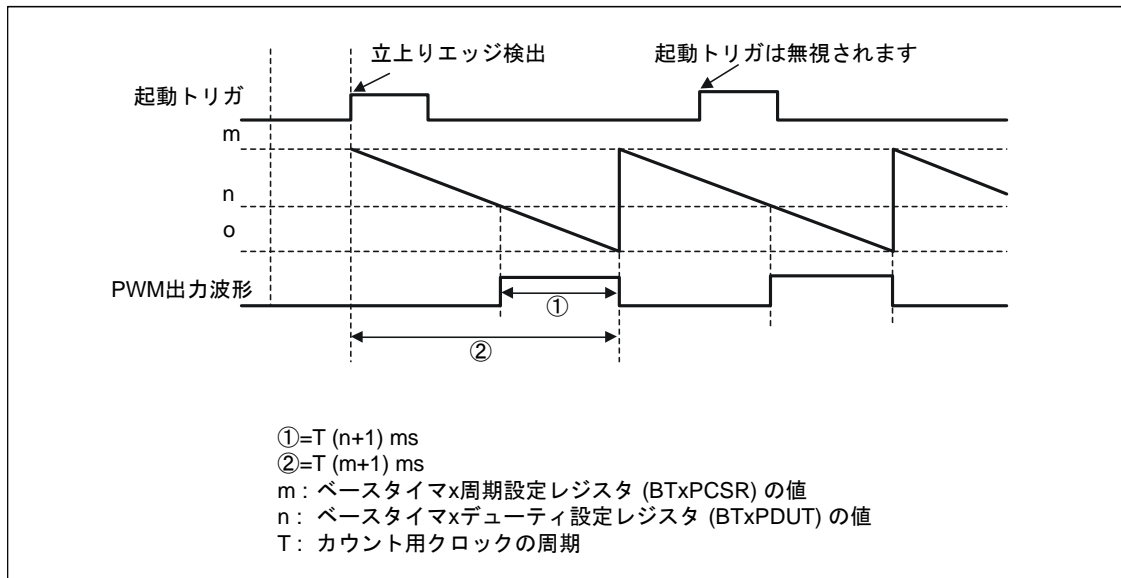 立上りエッジ検出
起動トリガは無視されます
起動トリガ
m
n
o
PWM出力波形
①
②
①=T (n+1) ms
②=T (m+1) ms
m : ベースタイマx周期設定レジスタ (BTxPCSR) の値
n : ベースタイマxデューティ設定レジスタ (BTxPDUT) の値
T : カウント用クロックの周期